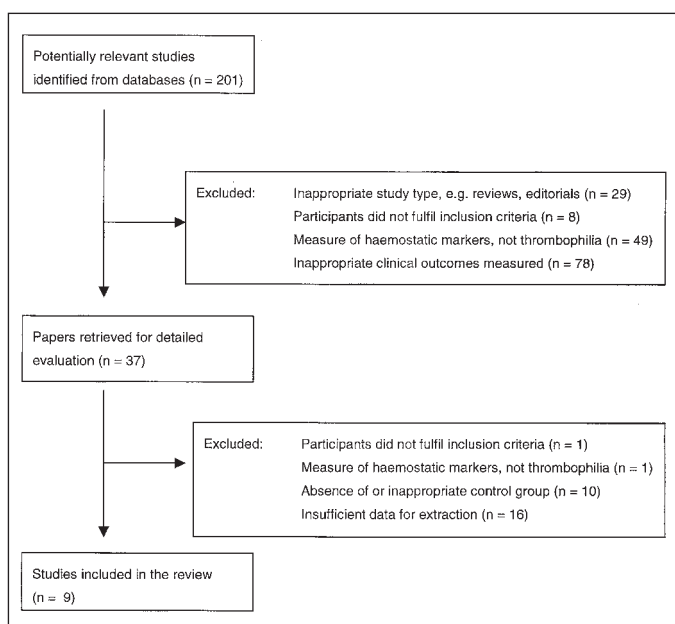 Potentially relevant studies
identified from databases (n = 201)
Excluded: Inappropriate study type, e.g. reviews, editorials (n = 29)
Participants did not fulfil inclusion criteria (n = 8)
Measure of haemostatic markers, not thrombophilia (n = 49)
Inappropriate clinical outcomes measured (n = 78)
Papers retrieved for detailed
evaluation (n = 37)
Excluded: Participants did not fulfil inclusion criteria (n = 1)
Measure of haemostatic markers, not thrombophilia (n = 1)
Absence of or inappropriate control group (n = 10)
Insufficient data for extraction (n = 16)
Studies included in the review
(n = 9)